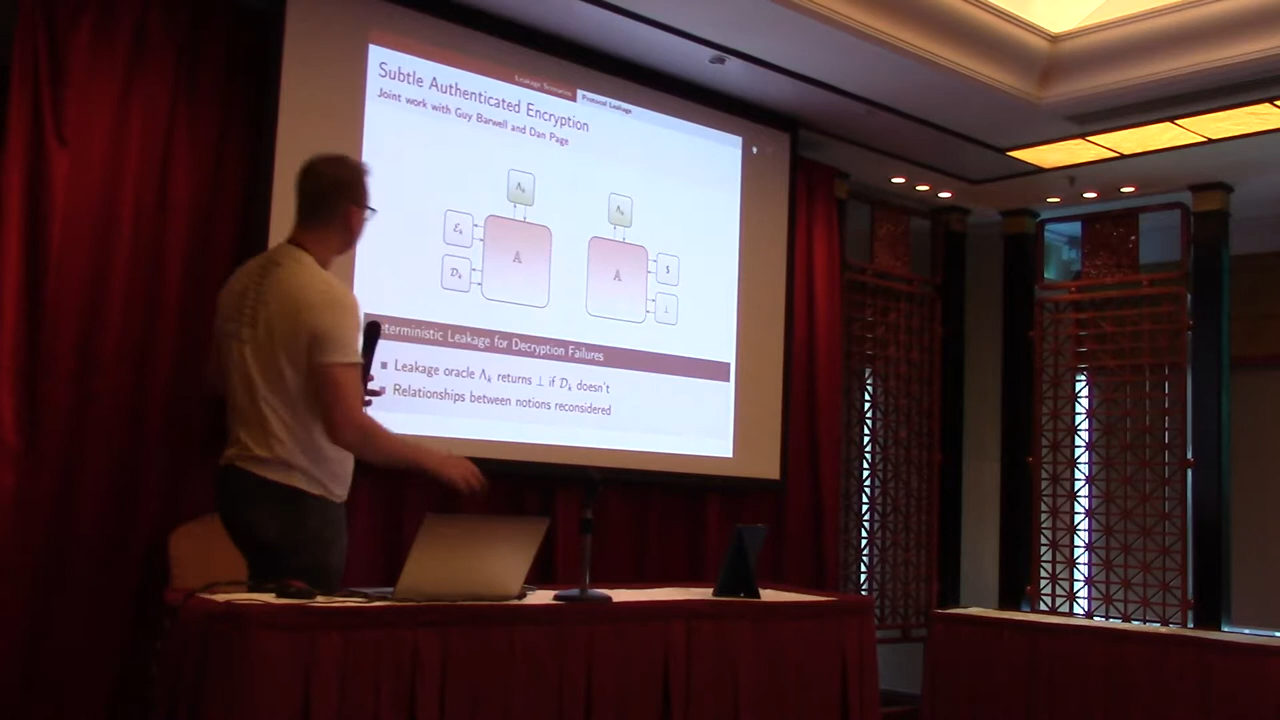 Leakage Scenarios
Protocol Leakage
Subtle Authenticated Encryption
Joint work with Guy Barwell and Dan Page
Λₖ
ℰₖ
𝒟ₖ
𝔸
Λₖ
𝔸
$
⊥
eterministic Leakage for Decryption Failures
Leakage oracle Λₖ returns ⊥ if 𝒟ₖ doesn't
Relationships between notions reconsidered